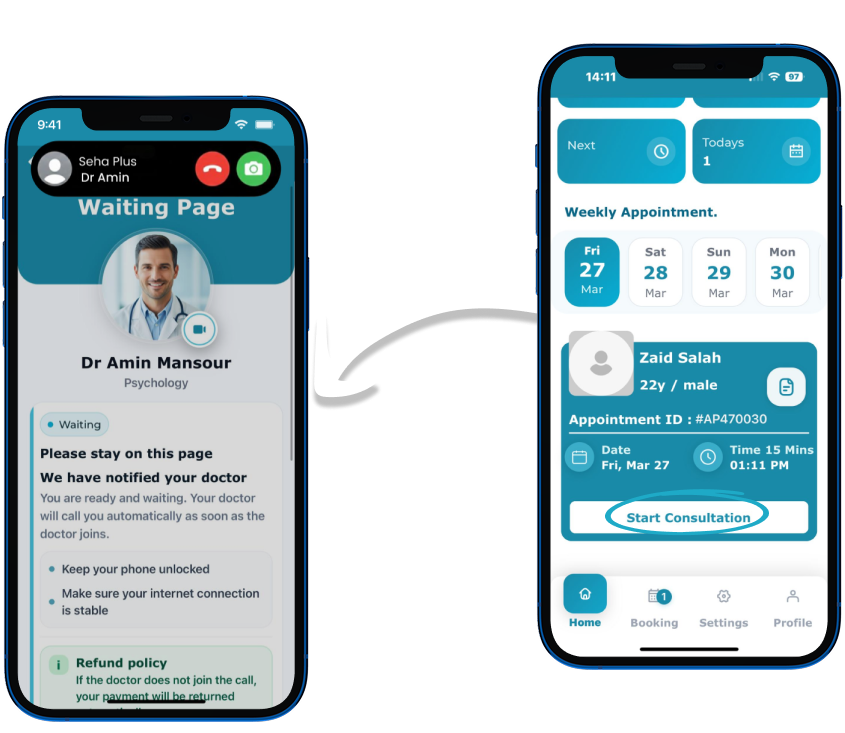 9:41
Seha Plus
Dr Amin
Waiting Page
Dr Amin Mansour
Psychology
Waiting
Please stay on this page
We have notified your doctor
You are ready and waiting. Your doctor
will call you automatically as soon as the
doctor joins.
Keep your phone unlocked
Make sure your internet connection
is stable
i Refund policy
If the doctor does not join the call,
your payment will be returned
14:11
97
Next
Todays
1
Weekly Appointment.
Fri
27
Mar
Sat
28
Mar
Sun
29
Mar
Mon
30
Mar
Zaid Salah
22y / male
Appointment ID : #AP470030
Date
Fri, Mar 27
Time 15 Mins
01:11 PM
Start Consultation
1
Home
Booking
Settings
Profile